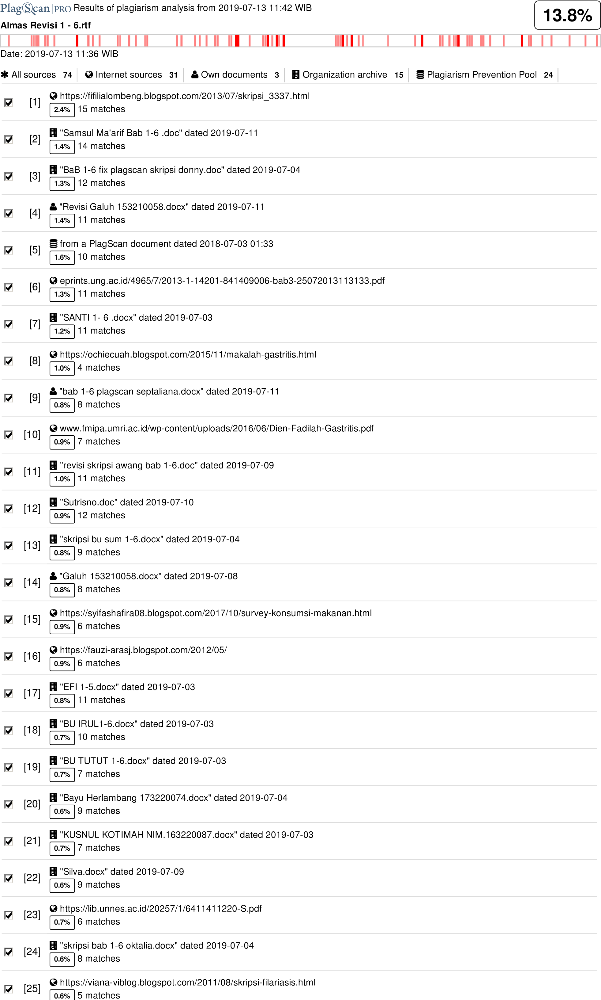 PlagScan|PRO Results of plagiarism analysis from 2019-07-13 11:42 WIB
13.8%
Almas Revisi 1 - 6.rtf
Date: 2019-07-13 11:36 WIB
All sources 74 Internet sources 31 Own documents 3 Organization archive 15 Plagiarism Prevention Pool 24
[1] https://fifilialombeng.blogspot.com/2013/07/skripsi_3337.html
2.4% 15 matches
[2] "Samsul Ma'arif Bab 1-6 .doc" dated 2019-07-11
1.4% 14 matches
[3] "BaB 1-6 fix plagscan skripsi donny.doc" dated 2019-07-04
1.3% 12 matches
[4] "Revisi Galuh 153210058.docx" dated 2019-07-11
1.4% 11 matches
[5] from a PlagScan document dated 2018-07-03 01:33
1.6% 10 matches
[6] eprints.ung.ac.id/4965/7/2013-1-14201-841409006-bab3-25072013113133.pdf
1.3% 11 matches
[7] "SANTI 1- 6 .docx" dated 2019-07-03
1.2% 11 matches
[8] https://ochiecuah.blogspot.com/2015/11/makalah-gastritis.html
1.0% 4 matches
[9] "bab 1-6 plagscan septaliana.docx" dated 2019-07-11
0.8% 8 matches
[10] www.fmipa.umri.ac.id/wp-content/uploads/2016/06/Dien-Fadilah-Gastritis.pdf
0.9% 7 matches
[11] "revisi skripsi awang bab 1-6.doc" dated 2019-07-09
1.0% 11 matches
[12] "Sutrisno.doc" dated 2019-07-10
0.9% 12 matches
[13] "skripsi bu sum 1-6.docx" dated 2019-07-04
0.8% 9 matches
[14] "Galuh 153210058.docx" dated 2019-07-08
0.8% 8 matches
[15] https://syifashafira08.blogspot.com/2017/10/survey-konsumsi-makanan.html
0.9% 6 matches
[16] https://fauzi-arasj.blogspot.com/2012/05/
0.9% 6 matches
[17] "EFI 1-5.docx" dated 2019-07-03
0.8% 11 matches
[18] "BU IRUL1-6.docx" dated 2019-07-03
0.7% 10 matches
[19] "BU TUTUT 1-6.docx" dated 2019-07-03
0.7% 7 matches
[20] "Bayu Herlambang 173220074.docx" dated 2019-07-04
0.6% 9 matches
[21] "KUSNUL KOTIMAH NIM.163220087.docx" dated 2019-07-03
0.7% 7 matches
[22] "Silva.docx" dated 2019-07-09
0.6% 9 matches
[23] https://lib.unnes.ac.id/20257/1/6411411220-S.pdf
0.7% 6 matches
[24] "skripsi bab 1-6 oktalia.docx" dated 2019-07-04
0.6% 8 matches
[25] https://viana-viblog.blogspot.com/2011/08/skripsi-filariasis.html
0.6% 5 matches